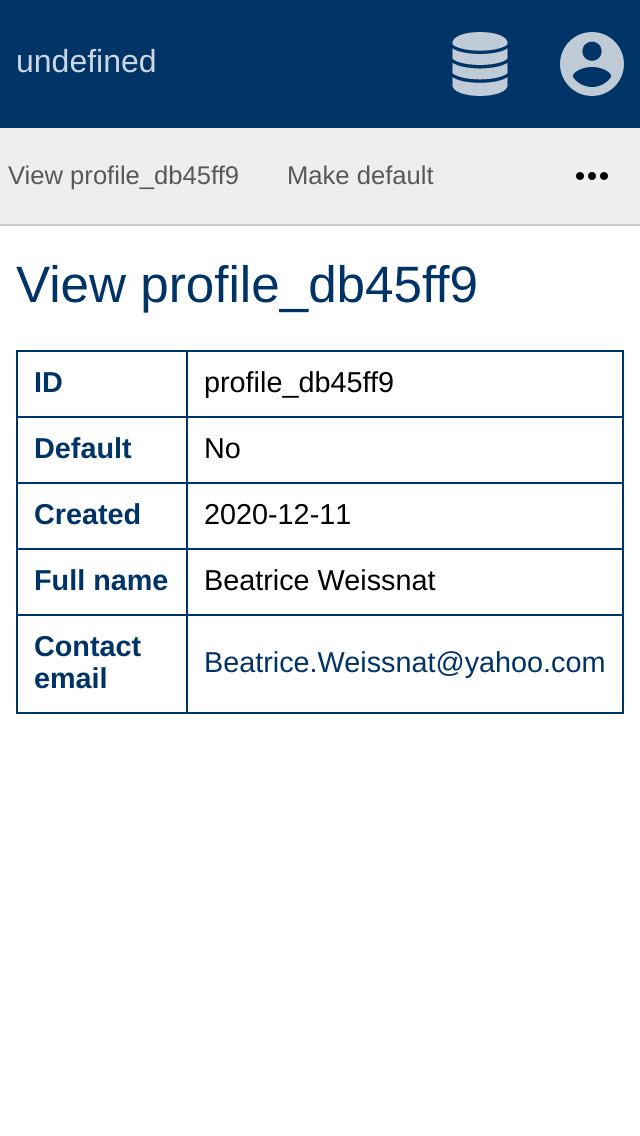 undefined
View profile_db45ff9 Make default •••
View profile_db45ff9
ID profile_db45ff9
Default No
Created 2020-12-11
Full name Beatrice Weissnat
Contact
email Beatrice.Weissnat@yahoo.com